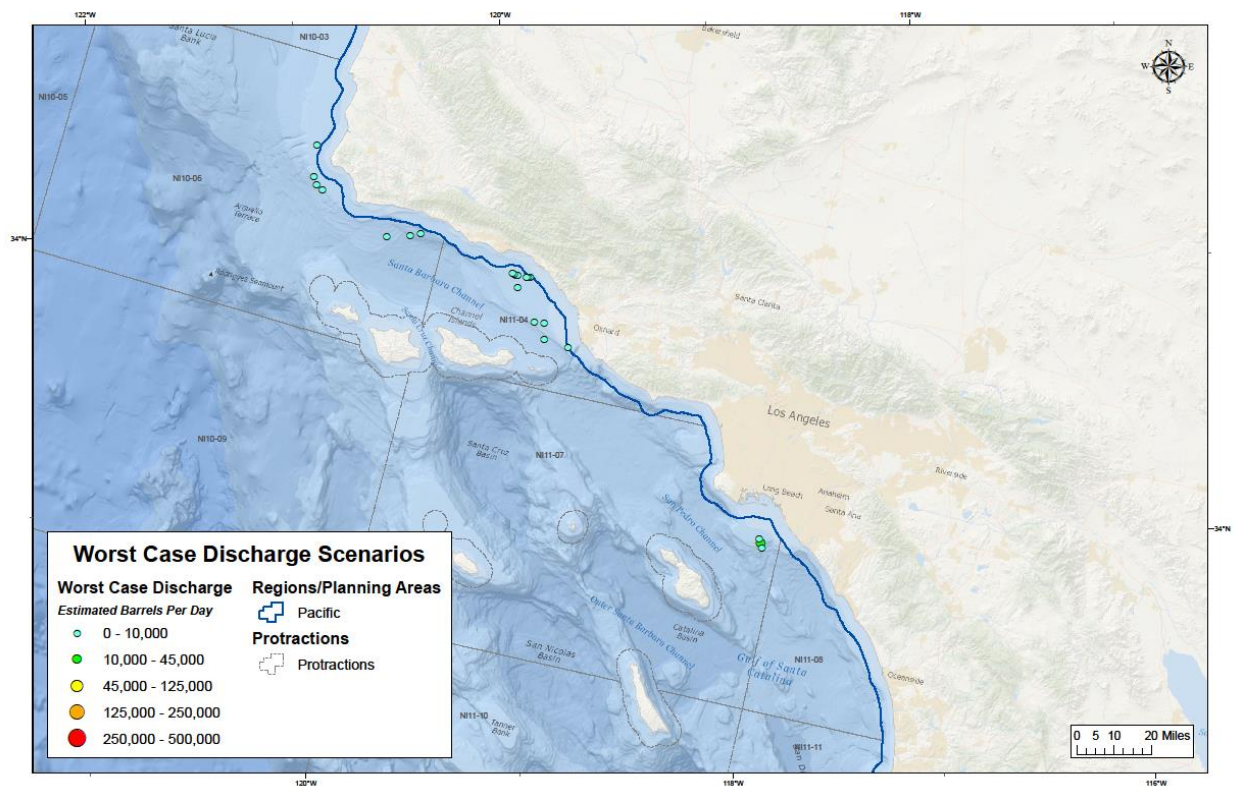 122°W
120°W
118°W
Santa Lucia
Bank
NI10-03
Bakersfield
N
W
E
S
NI10-05
NI10-06
Arguello
Terrace
34°N
Rodriguez Seamount
Santa Barbara Channel
Channel
Islands
Santa Cruz Channel
NI11-04
Oxnard
Santa Clarita
Los Angeles
NI10-09
Santa Cruz
Basin
NI11-07
Riverside
Long Beach
Anaheim
Santa Ana
San Pedro Channel
34°N
Outer Santa Barbara Channel
Catalina
Basin
San Nicolas
Basin
Gulf of Santa
Catalina
NI11-08
Oceanside
NI11-10
Tanner
Bank
NI11-11
San D
Worst Case Discharge Scenarios
Worst Case Discharge
Estimated Barrels Per Day
0 - 10,000
10,000 - 45,000
45,000 - 125,000
125,000 - 250,000
250,000 - 500,000
Regions/Planning Areas
Pacific
Protractions
Protractions
0 5 10 20 Miles
120°W
118°W
116°W